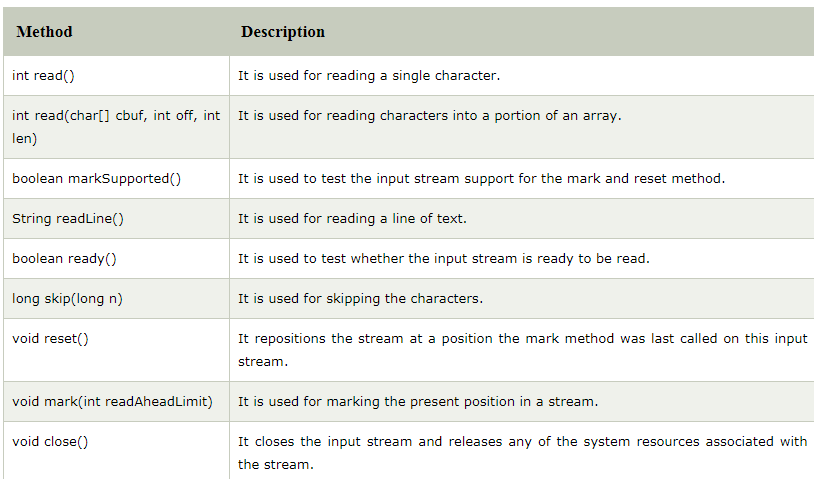 Method Description
int read() It is used for reading a single character.
int read(char[] cbuf, int off, int It is used for reading characters into a portion of an array.
len)
boolean markSupported() It is used to test the input stream support for the mark and reset method.
String readLine() It is used for reading a line of text.
boolean ready() It is used to test whether the input stream is ready to be read.
long skip(long n) It is used for skipping the characters.
void reset() It repositions the stream at a position the mark method was last called on this input
stream.
void mark(int readAheadLimit) It is used for marking the present position in a stream.
void close() It closes the input stream and releases any of the system resources associated with
the stream.